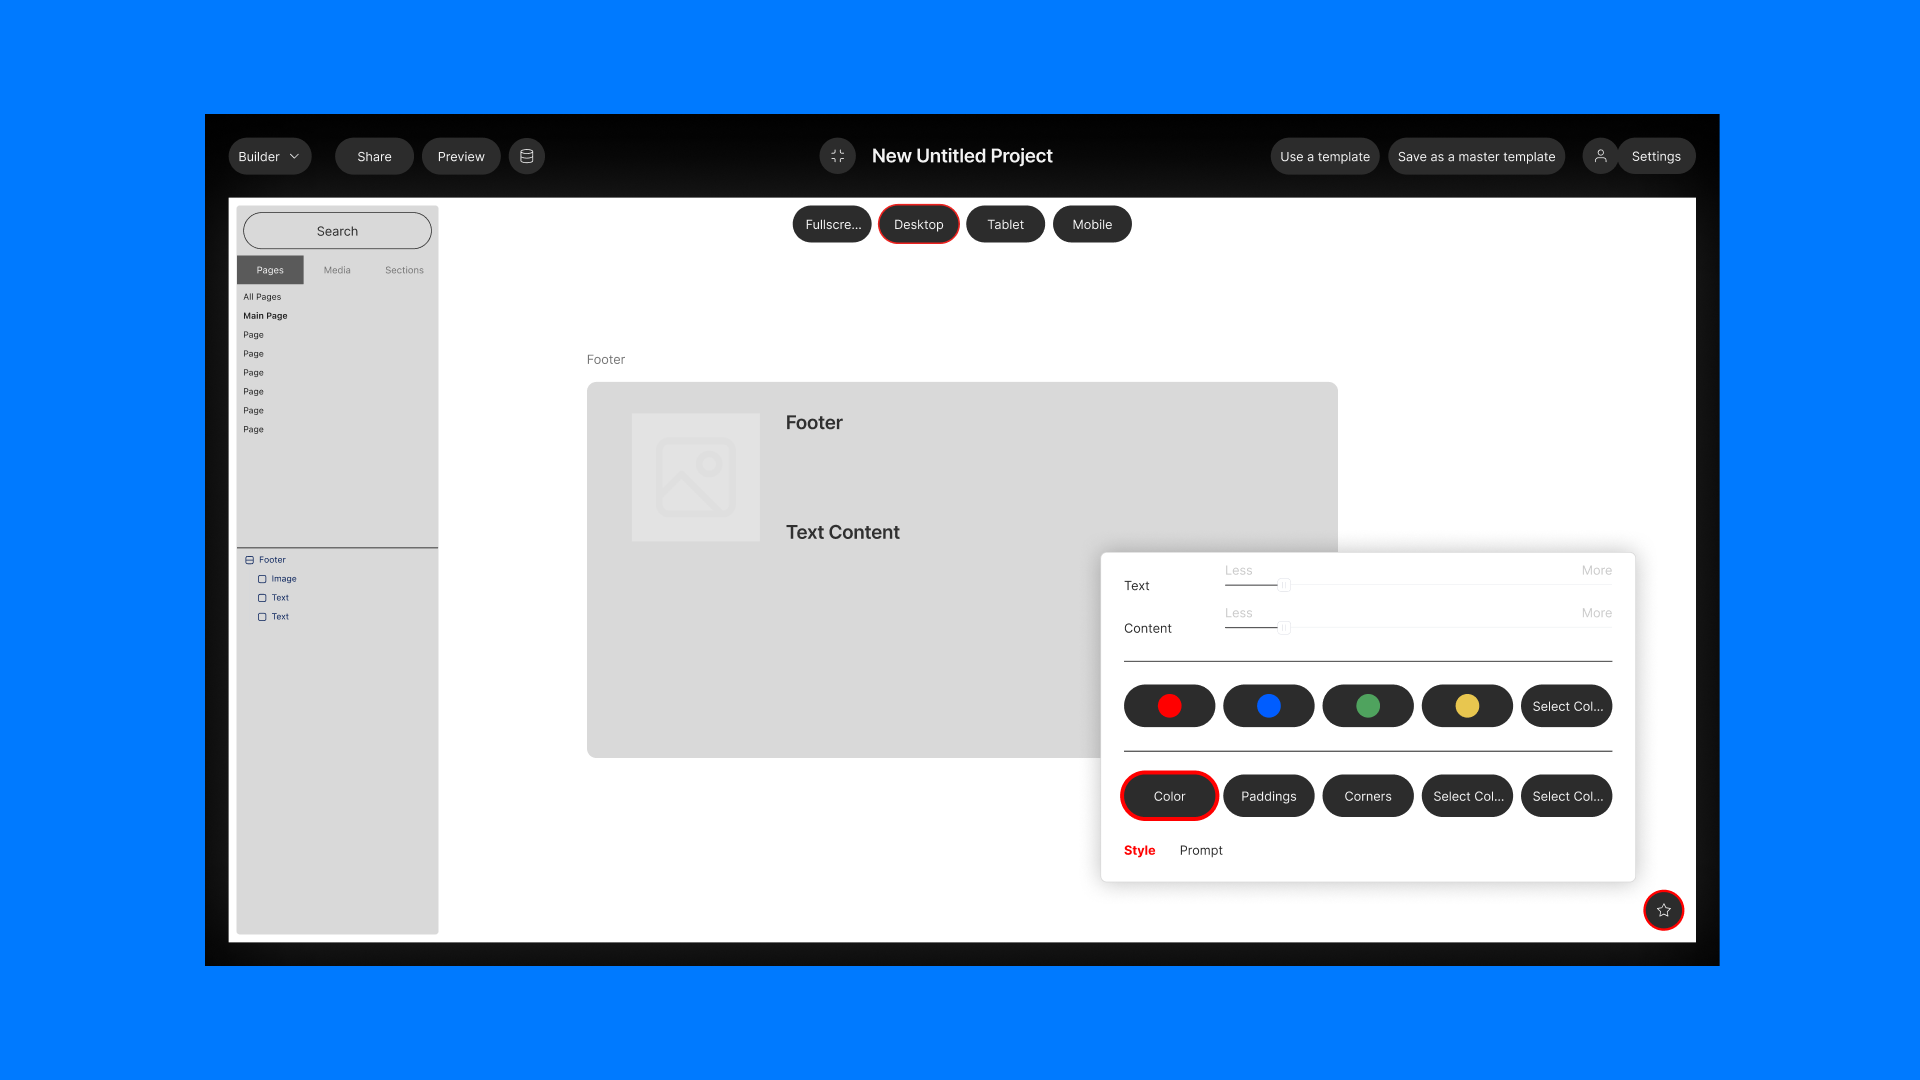 Builder
Share
Preview
New Untitled Project
Use a template
Save as a master template
Settings
Search
Pages
Media
Sections
All Pages
Main Page
Page
Page
Page
Page
Page
Page
Footer
Image
Text
Text
Fullscre...
Desktop
Tablet
Mobile
Footer
Footer
Text Content
Text
Less
More
Content
Less
More
Select Col...
Color
Paddings
Corners
Select Col...
Select Col...
Style
Prompt